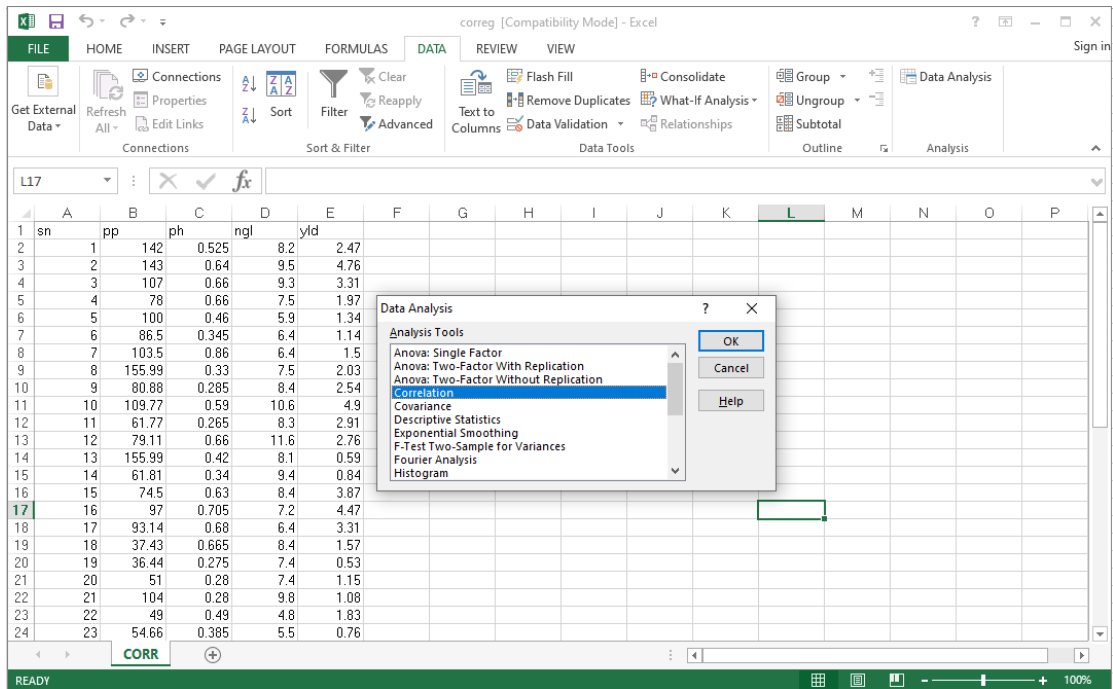 correg [Compatibility Mode] - Excel
FILE HOME INSERT PAGE LAYOUT FORMULAS DATA REVIEW VIEW Sign in
Get External Data
Refresh All
Connections
Properties
Edit Links
Connections
Sort
Filter
Clear
Reapply
Advanced
Sort & Filter
Text to Columns
Flash Fill
Remove Duplicates
Data Validation
Consolidate
What-If Analysis
Relationships
Data Tools
Group
Ungroup
Subtotal
Outline
Data Analysis
Analysis
L17 fx
A B C D E F G H I J K L M N O P
1 sn pp ph ngl yld
2 1 142 0.525 8.2 2.47
3 2 143 0.64 9.5 4.76
4 3 107 0.66 9.3 3.31
5 4 78 0.66 7.5 1.97
6 5 100 0.46 5.9 1.34
7 6 86.5 0.345 6.4 1.14
8 7 103.5 0.86 6.4 1.5
9 8 155.99 0.33 7.5 2.03
10 9 80.88 0.285 8.4 2.54
11 10 109.77 0.59 10.6 4.9
12 11 61.77 0.265 8.3 2.91
13 12 79.11 0.66 11.6 2.76
14 13 155.99 0.42 8.1 0.59
15 14 61.81 0.34 9.4 0.84
16 15 74.5 0.63 8.4 3.87
17 16 97 0.705 7.2 4.47
18 17 93.14 0.68 6.4 3.31
19 18 37.43 0.665 8.4 1.57
20 19 36.44 0.275 7.4 0.53
21 20 51 0.28 7.4 1.15
22 21 104 0.28 9.8 1.08
23 22 49 0.49 4.8 1.83
24 23 54.66 0.385 5.5 0.76
Data Analysis ?
Analysis Tools
Anova: Single Factor
Anova: Two-Factor With Replication
Anova: Two-Factor Without Replication
Correlation
Covariance
Descriptive Statistics
Exponential Smoothing
F-Test Two-Sample for Variances
Fourier Analysis
Histogram
OK
Cancel
Help
CORR
READY 100%